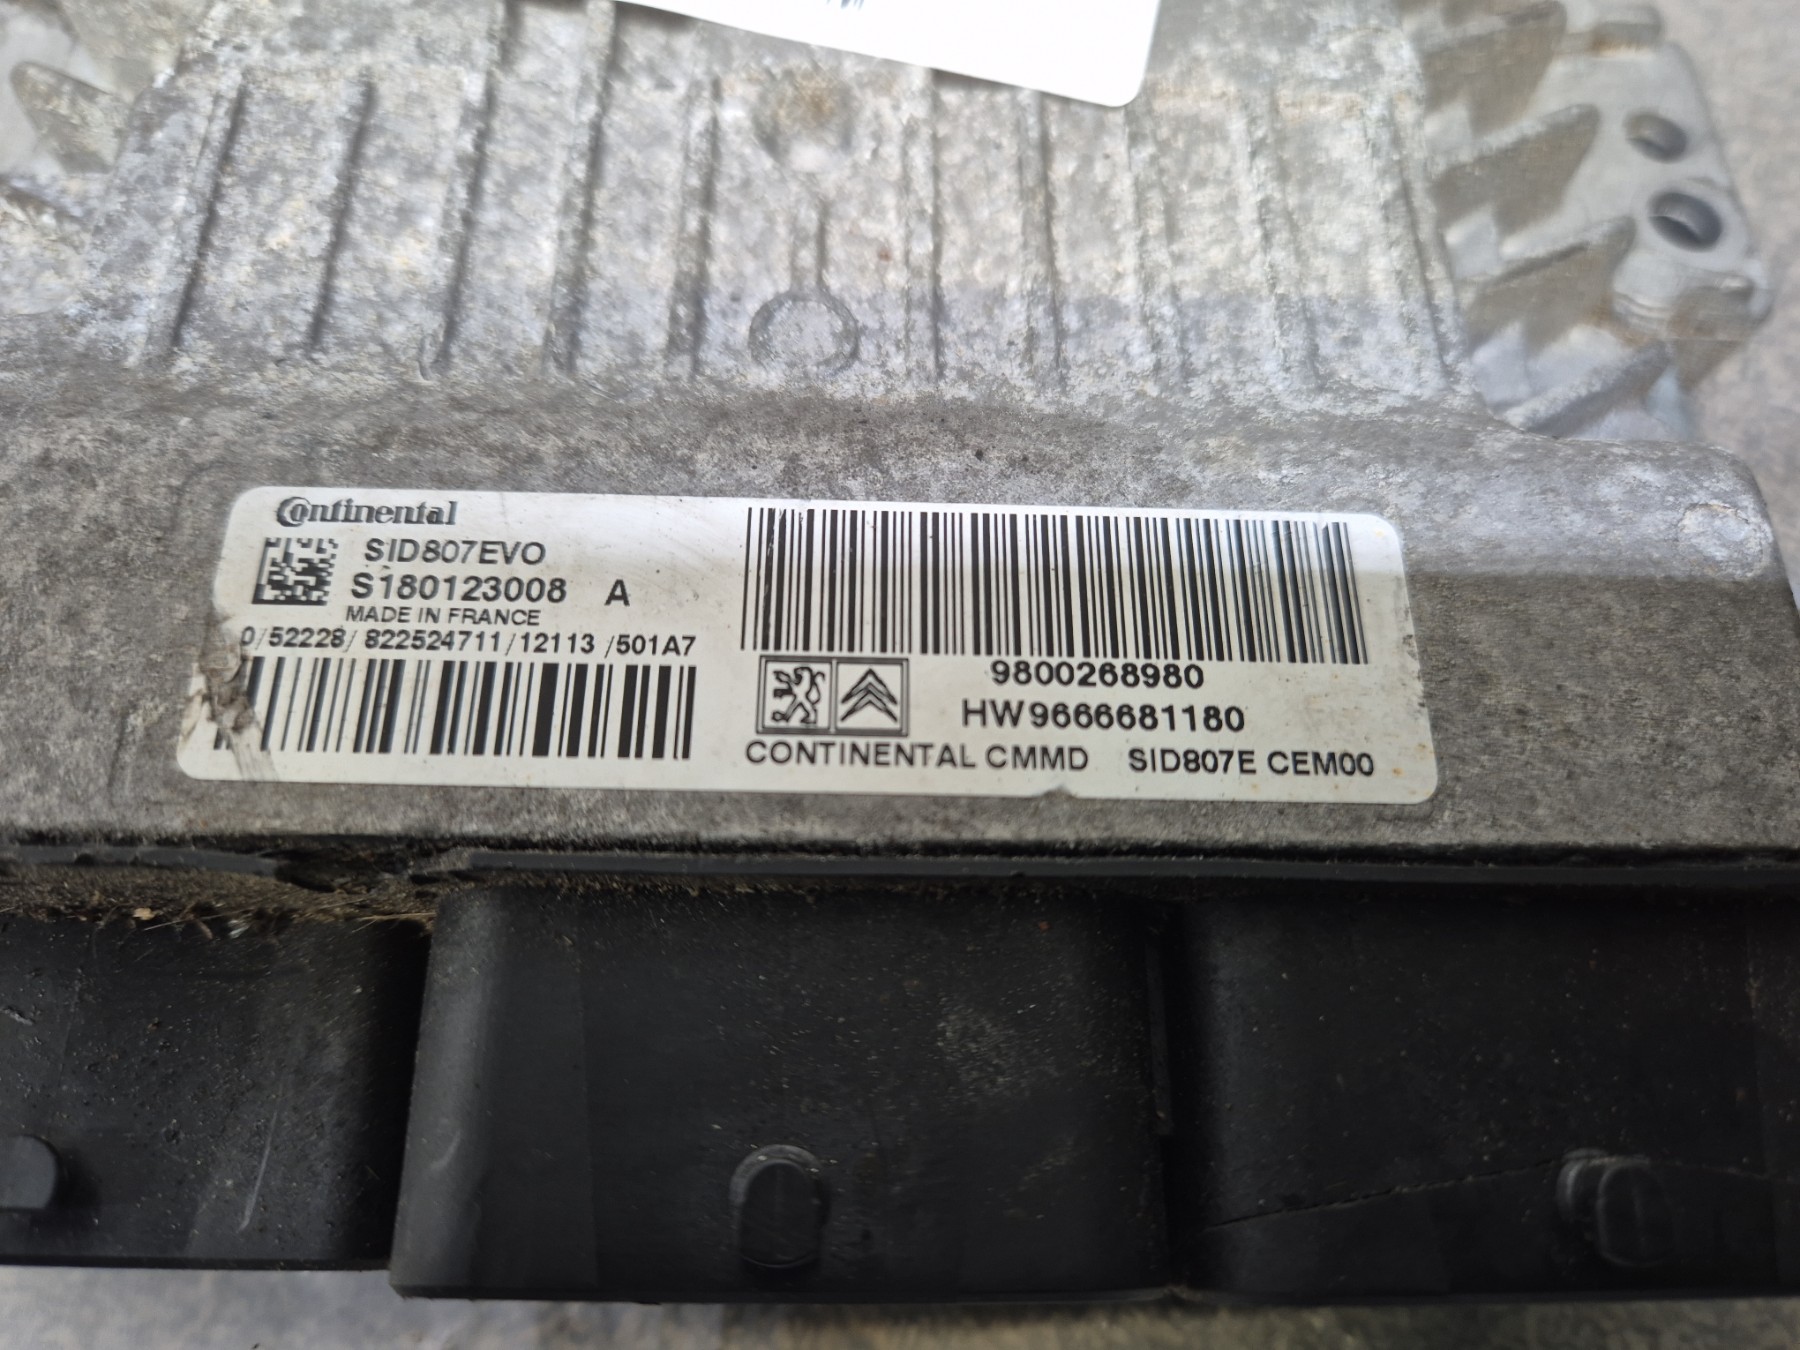 Continental
SID807EVO
S180123008 A
MADE IN FRANCE
0/52228/822524711/12113/501A7
9800268980
HW9666681180
CONTINENTAL CMMD SID807E CEM00